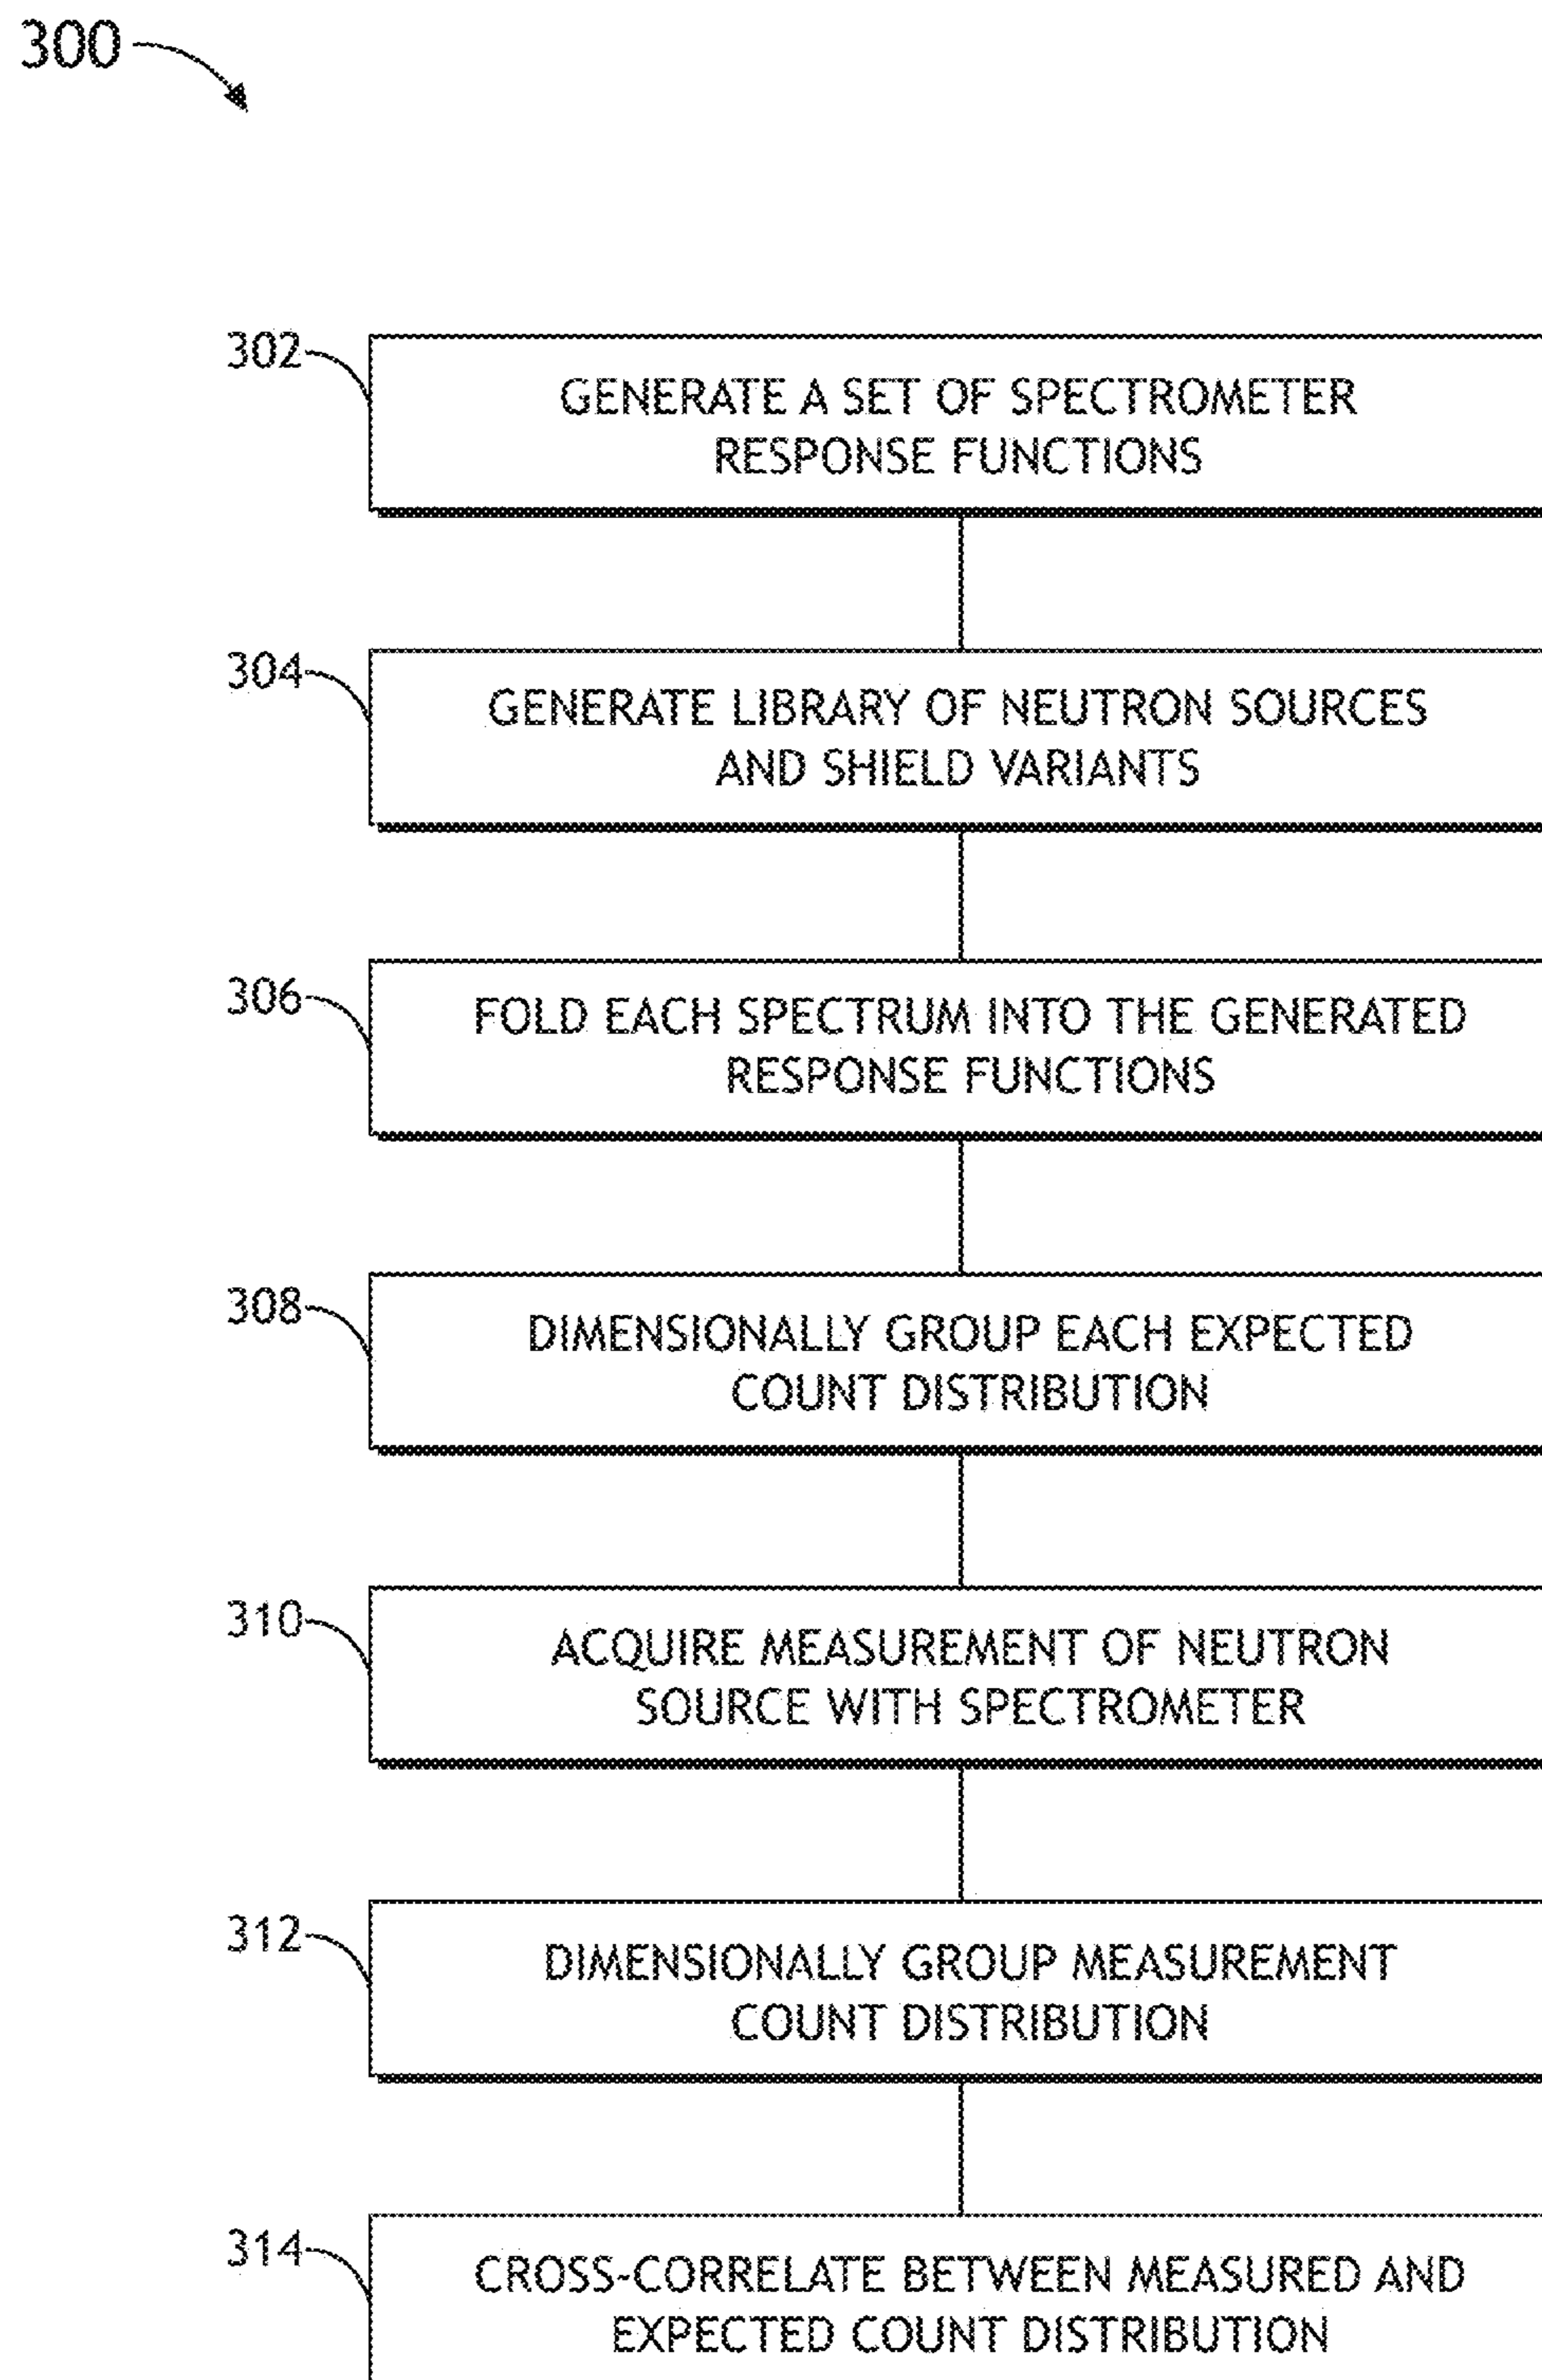 300
302
GENERATE A SET OF SPECTROMETER
RESPONSE FUNCTIONS
304
GENERATE LIBRARY OF NEUTRON SOURCES
AND SHIELD VARIANTS
306
FOLD EACH SPECTRUM INTO THE GENERATED
RESPONSE FUNCTIONS
308
DIMENSIONALLY GROUP EACH EXPECTED
COUNT DISTRIBUTION
310
ACQUIRE MEASUREMENT OF NEUTRON
SOURCE WITH SPECTROMETER
312
DIMENSIONALLY GROUP MEASUREMENT
COUNT DISTRIBUTION
314
CROSS-CORRELATE BETWEEN MEASURED AND
EXPECTED COUNT DISTRIBUTION